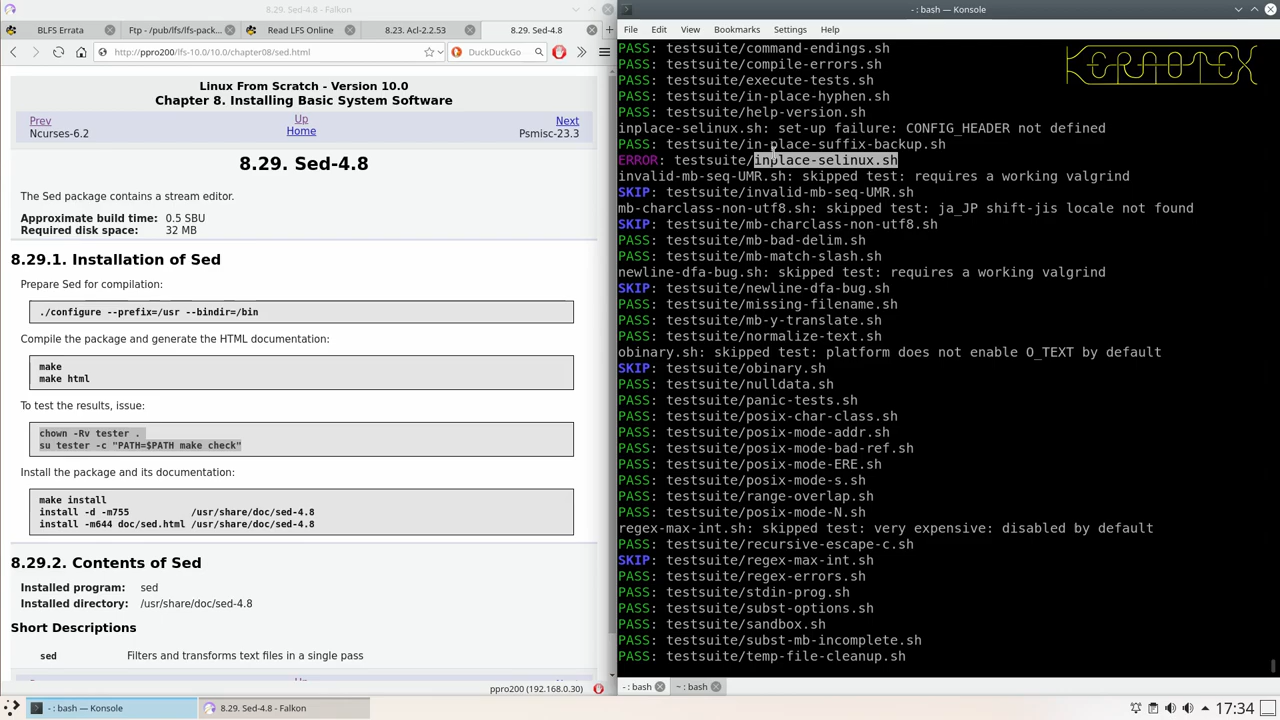 8.29. Sed-4.8 - Falkon
BLFS Errata
Ftp - /pub/lfs/lfs-pack...
Read LFS Online
8.23. Acl-2.2.53
8.29. Sed-4.8
http://ppro200/lfs-10.0/10.0/chapter08/sed.html
DuckDuckGo
Linux From Scratch - Version 10.0
Chapter 8. Installing Basic System Software
Prev
Up
Next
Ncurses-6.2
Home
Psmisc-23.3
8.29. Sed-4.8
The Sed package contains a stream editor.
Approximate build time: 0.5 SBU
Required disk space: 32 MB
8.29.1. Installation of Sed
Prepare Sed for compilation:
./configure --prefix=/usr --bindir=/bin
Compile the package and generate the HTML documentation:
make
make html
To test the results, issue:
chown -Rv tester .
su tester -c "PATH=$PATH make check"
Install the package and its documentation:
make install
install -d -m755 /usr/share/doc/sed-4.8
install -m644 doc/sed.html /usr/share/doc/sed-4.8
8.29.2. Contents of Sed
Installed program: sed
Installed directory: /usr/share/doc/sed-4.8
Short Descriptions
sed Filters and transforms text files in a single pass
ppro200 (192.168.0.30)
- : bash — Konsole
File Edit View Bookmarks Settings Help
KERAOTEX
PASS: testsuite/command-endings.sh
PASS: testsuite/compile-errors.sh
PASS: testsuite/execute-tests.sh
PASS: testsuite/in-place-hyphen.sh
PASS: testsuite/help-version.sh
inplace-selinux.sh: set-up failure: CONFIG_HEADER not defined
PASS: testsuite/in-place-suffix-backup.sh
ERROR: testsuite/inplace-selinux.sh
invalid-mb-seq-UMR.sh: skipped test: requires a working valgrind
SKIP: testsuite/invalid-mb-seq-UMR.sh
mb-charclass-non-utf8.sh: skipped test: ja_JP shift-jis locale not found
SKIP: testsuite/mb-charclass-non-utf8.sh
PASS: testsuite/mb-bad-delim.sh
PASS: testsuite/mb-match-slash.sh
newline-dfa-bug.sh: skipped test: requires a working valgrind
SKIP: testsuite/newline-dfa-bug.sh
PASS: testsuite/missing-filename.sh
PASS: testsuite/mb-y-translate.sh
PASS: testsuite/normalize-text.sh
obinary.sh: skipped test: platform does not enable O_TEXT by default
SKIP: testsuite/obinary.sh
PASS: testsuite/nulldata.sh
PASS: testsuite/panic-tests.sh
PASS: testsuite/posix-char-class.sh
PASS: testsuite/posix-mode-addr.sh
PASS: testsuite/posix-mode-bad-ref.sh
PASS: testsuite/posix-mode-ERE.sh
PASS: testsuite/posix-mode-s.sh
PASS: testsuite/range-overlap.sh
PASS: testsuite/posix-mode-N.sh
regex-max-int.sh: skipped test: very expensive: disabled by default
PASS: testsuite/recursive-escape-c.sh
SKIP: testsuite/regex-max-int.sh
PASS: testsuite/regex-errors.sh
PASS: testsuite/stdin-prog.sh
PASS: testsuite/subst-options.sh
PASS: testsuite/sandbox.sh
PASS: testsuite/subst-mb-incomplete.sh
PASS: testsuite/temp-file-cleanup.sh
- : bash
~ : bash
- : bash — Konsole
8.29. Sed-4.8 - Falkon
17:34